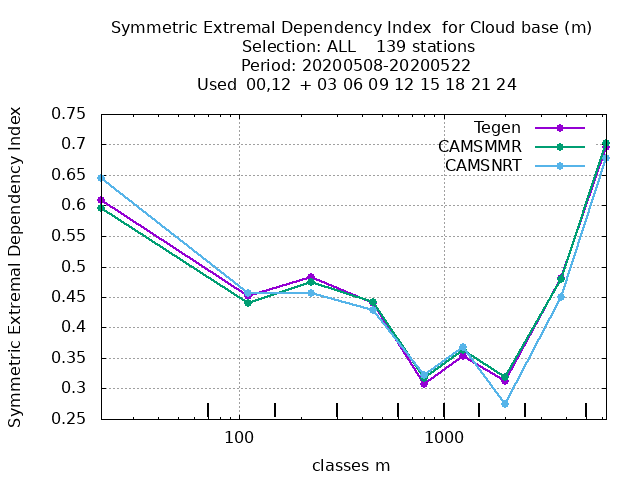 Symmetric Extremal Dependency Index  for Cloud base (m)
Selection: ALL    139 stations
Period: 20200508-20200522
Used  00,12  + 03 06 09 12 15 18 21 24
Symmetric Extremal Dependency Index
0.75
0.7
0.65
0.6
0.55
0.5
0.45
0.4
0.35
0.3
0.25
Tegen
CAMSMMR
CAMSNRT
100
1000
classes m